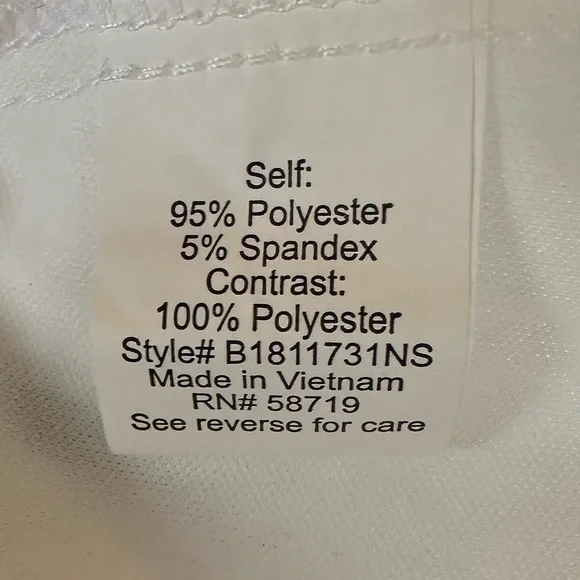 Self:
95% Polyester
5% Spandex
Contrast:
100% Polyester
Style# B1811731NS
Made in Vietnam
RN# 58719
See reverse for care